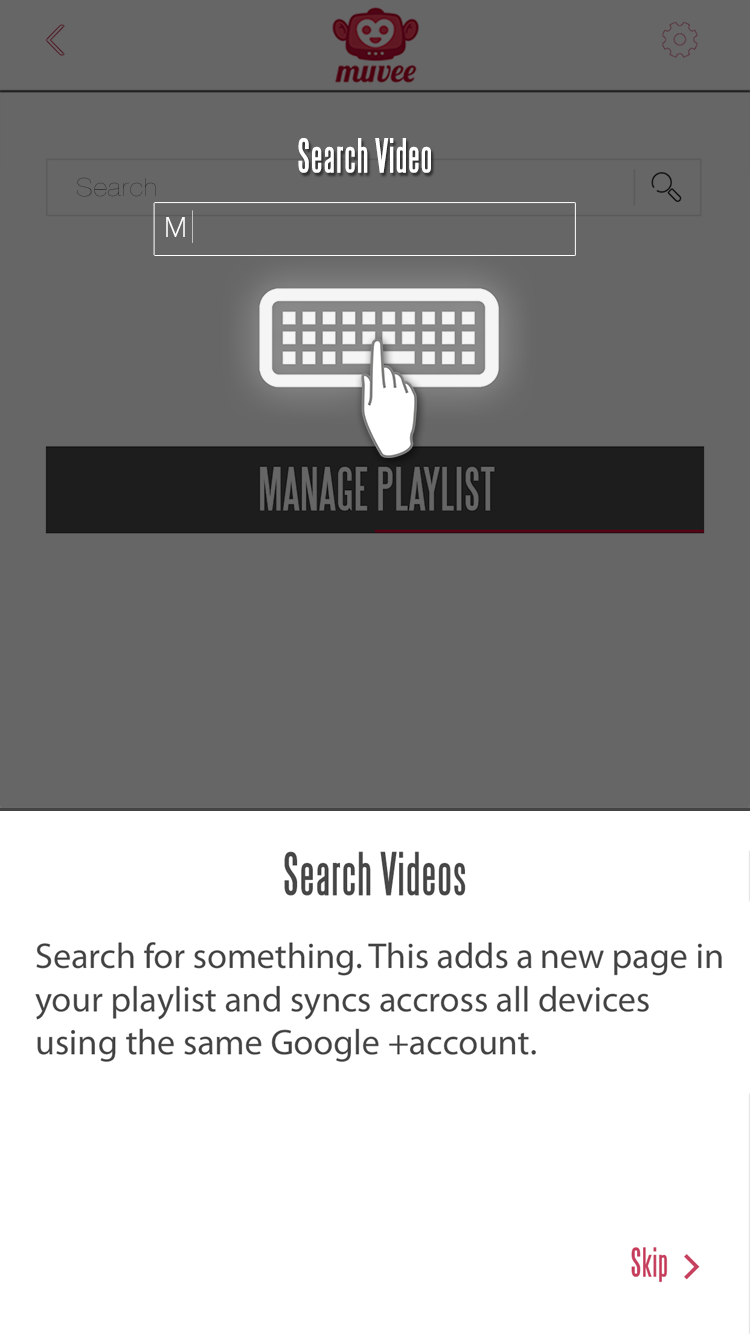 muvee
Search Video
Search
M
MANAGE PLAYLIST
Search Videos
Search for something. This adds a new page in
your playlist and syncs accross all devices
using the same Google +account.
Skip